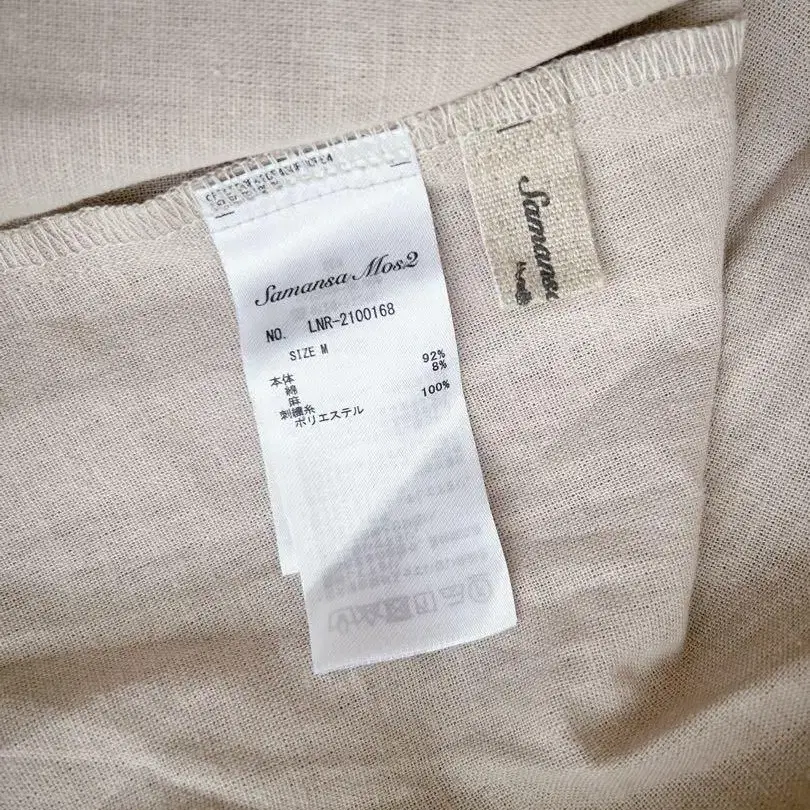 Samansa Mos2
NO. LNR-2100168
SIZE M
本体
綿 92%
麻 8%
刺繍糸
ポリエステル 100%
Samansa